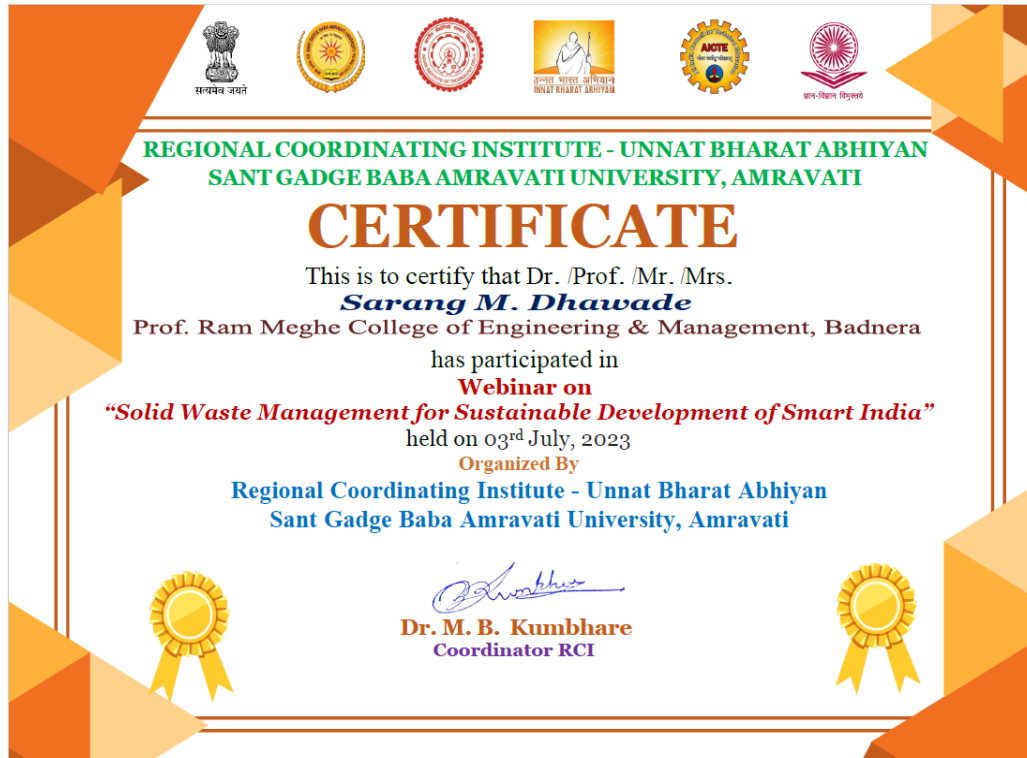 सत्यमेव जयते
उन्नत भारत अभियान
UNNAT BHARAT ABHIYAN
AICTE
ज्ञान-विज्ञान विमुक्तये
REGIONAL COORDINATING INSTITUTE - UNNAT BHARAT ABHIYAN
SANT GADGE BABA AMRAVATI UNIVERSITY, AMRAVATI
CERTIFICATE
This is to certify that Dr. /Prof. /Mr. /Mrs.
Sarang M. Dhawade
Prof. Ram Meghe College of Engineering & Management, Badnera
has participated in
Webinar on
“Solid Waste Management for Sustainable Development of Smart India”
held on 03rd July, 2023
Organized By
Regional Coordinating Institute - Unnat Bharat Abhiyan
Sant Gadge Baba Amravati University, Amravati
Dr. M. B. Kumbhare
Coordinator RCI